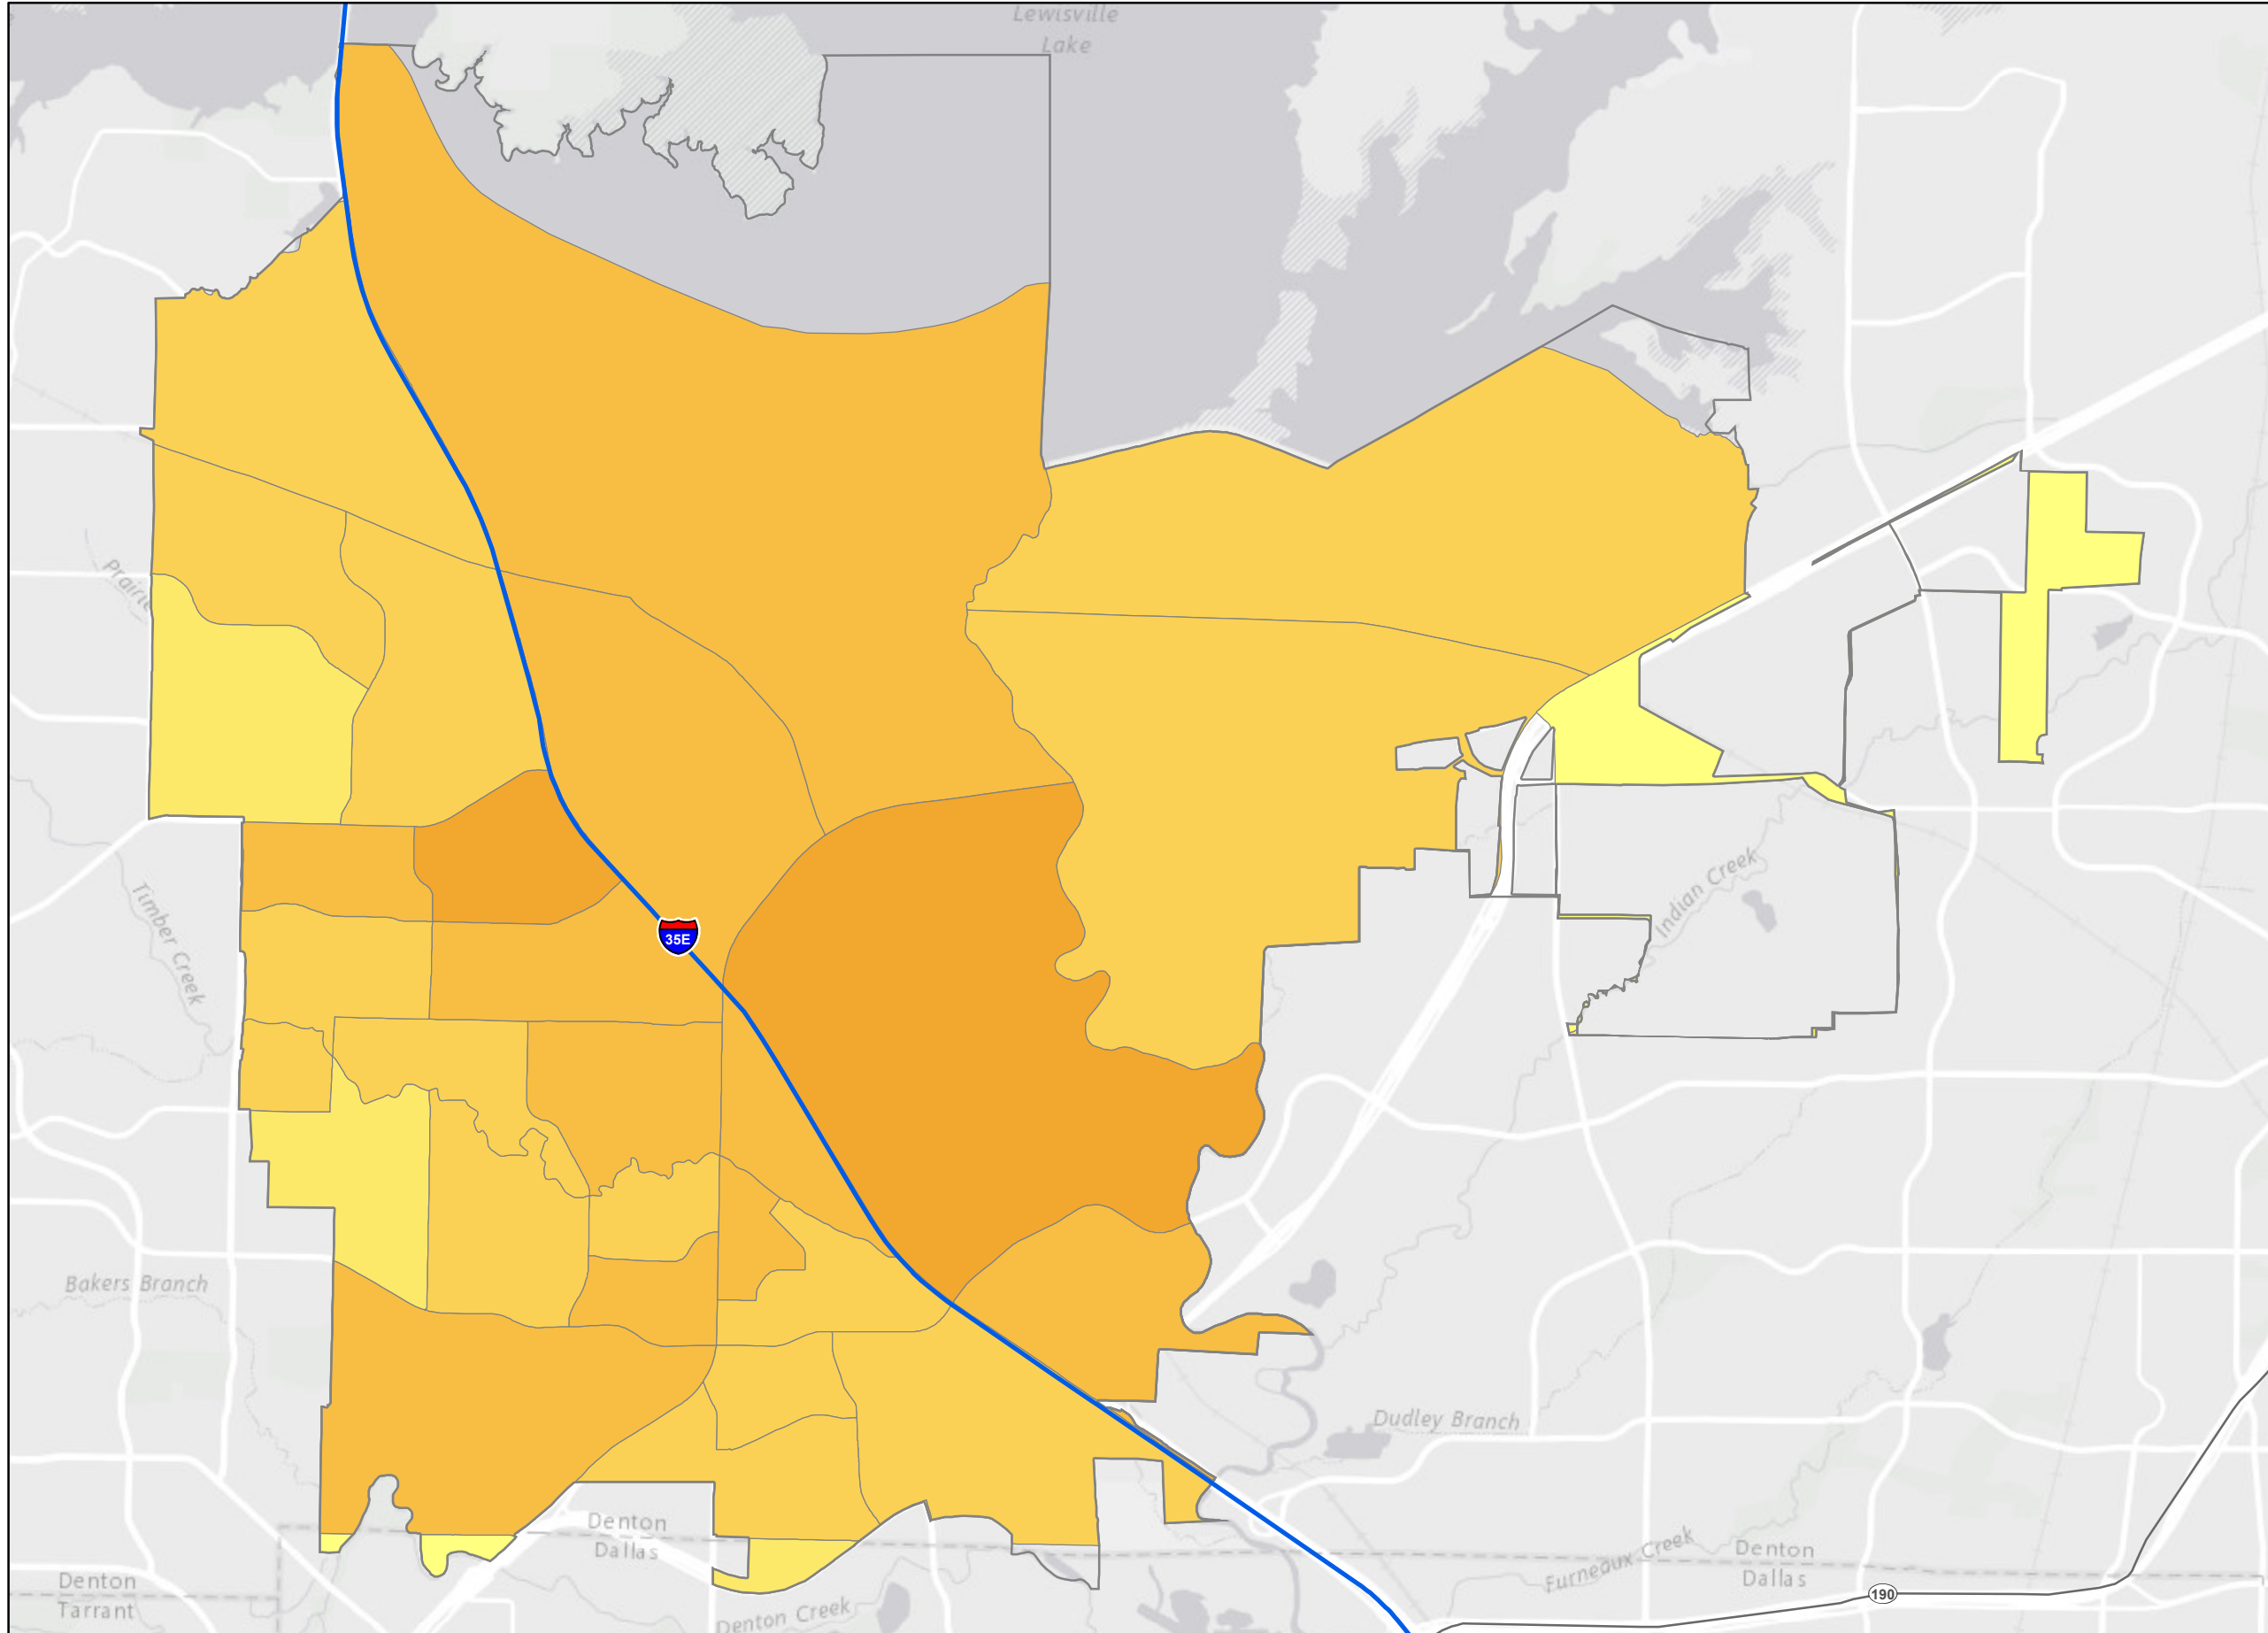 Lewisville
Lake
Prairie
Timber Creek
35E
Indian Creek
Bakers Branch
Dudley Branch
Denton
Dallas
Furneaux Creek
Denton
Dallas
Denton
Tarrant
Denton Creek
190